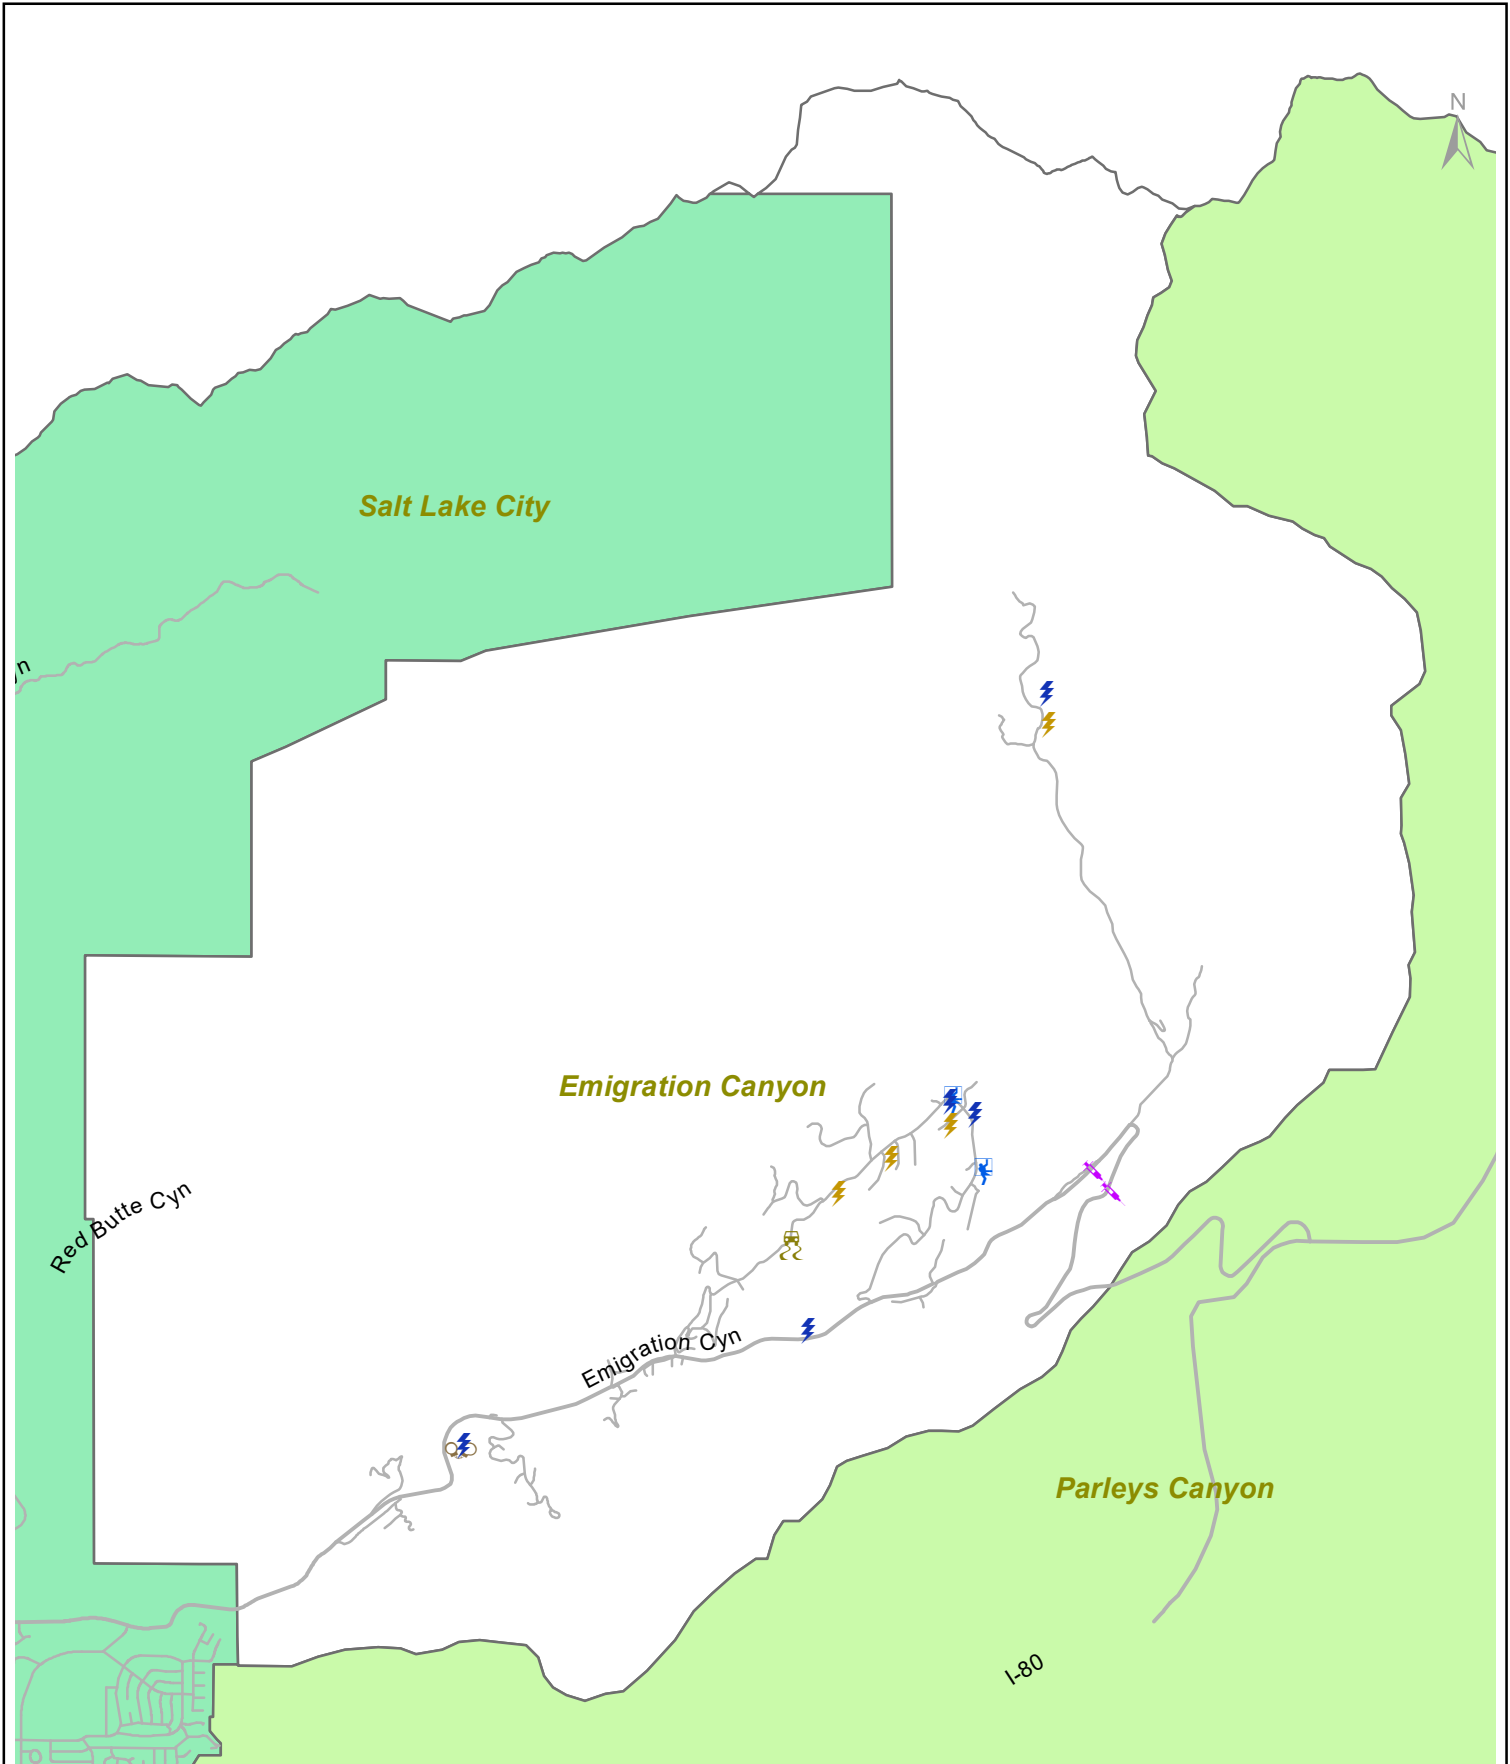 N
Salt Lake City
Emigration Canyon
Red Butte Cyn
Emigration Cyn
Parleys Canyon
I-80